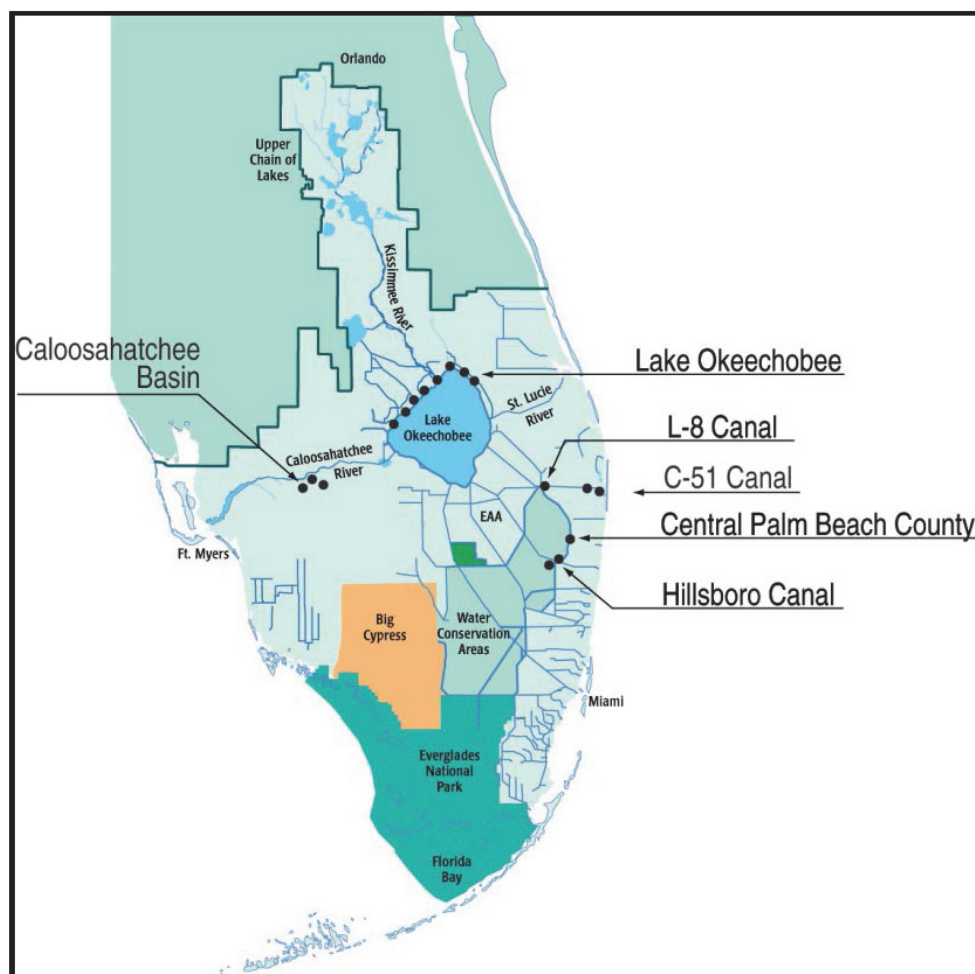 Orlando
Upper
Chain of
Lakes
Kissimmee River
Caloosahatchee
Basin
Lake Okeechobee
St. Lucie
River
Lake
Okeechobee
L-8 Canal
Caloosahatchee
River
C-51 Canal
EAA
Central Palm Beach County
Ft. Myers
Hillsboro Canal
Big
Cypress
Water
Conservation
Areas
Miami
Everglades
National
Park
Florida
Bay